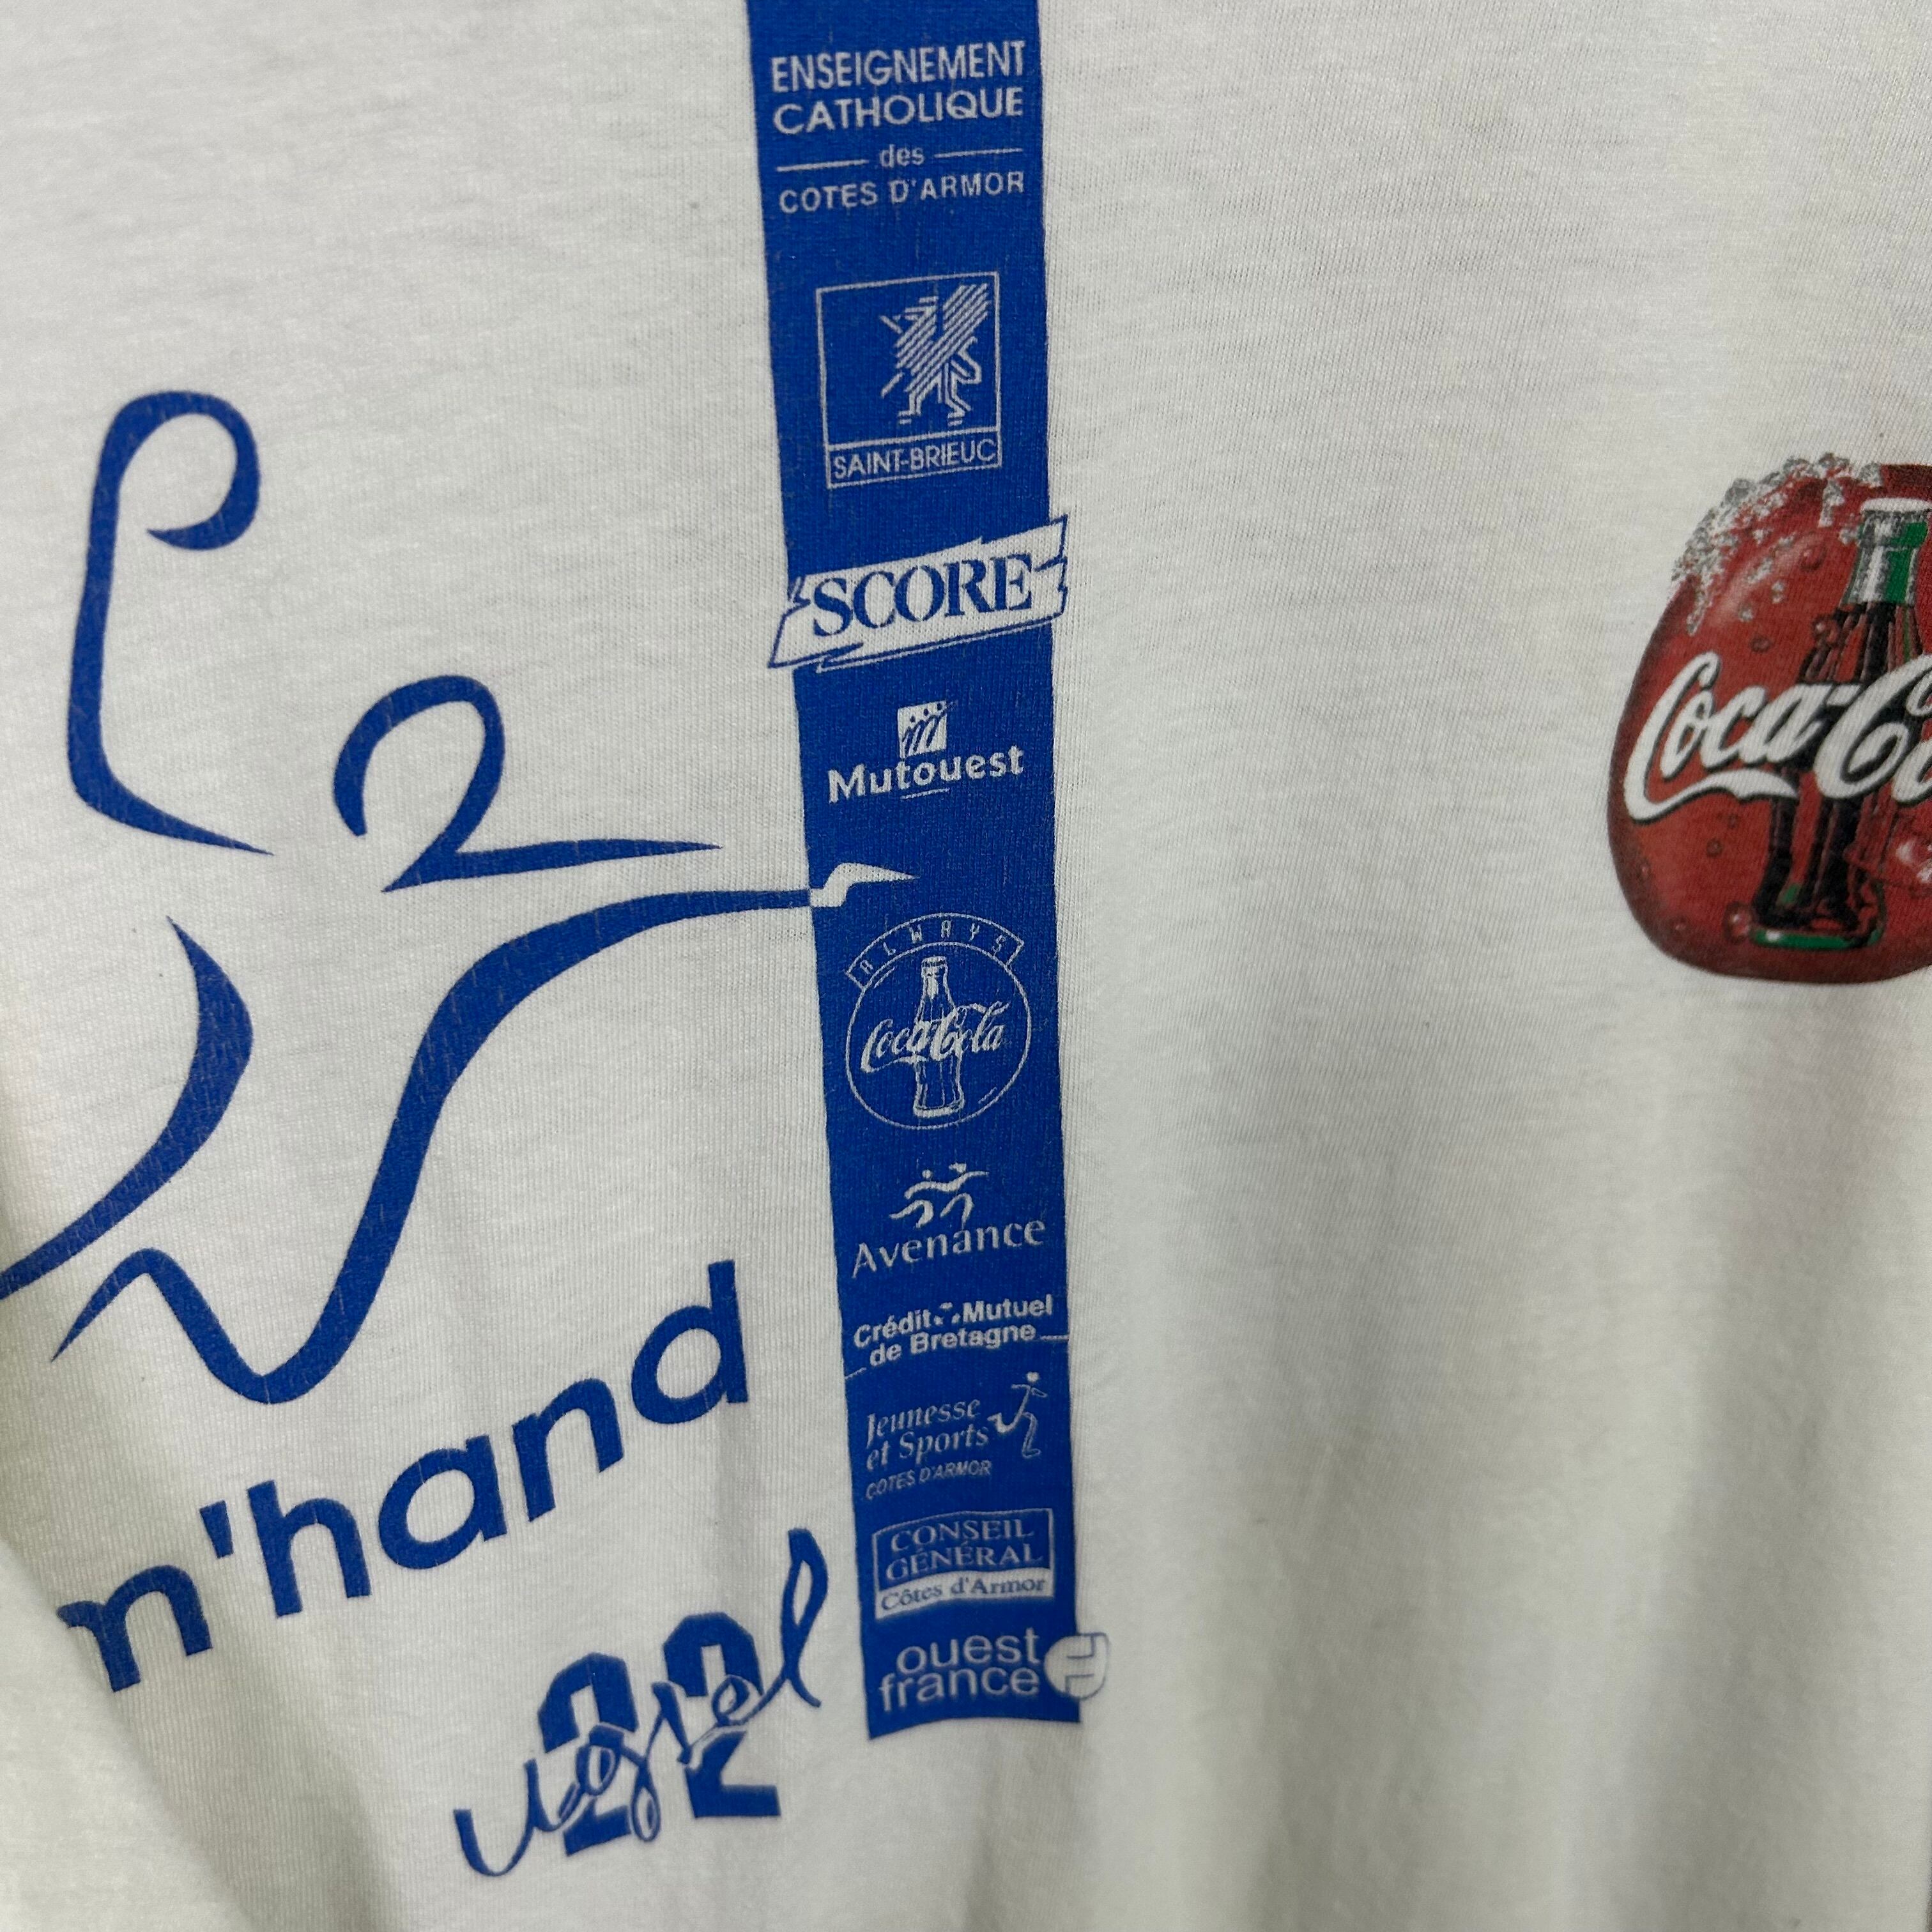 ENSEIGNEMENT
CATHOLIQUE
des
COTES D'ARMOR
SAINT-BRIEUC
SCORE
Mutouest
ALWAYS
Coca-Cola
Avenance
Crédit Mutuel
de Bretagne
Jeunesse
et Sports
COTES D'ARMOR
CONSEIL
GÉNÉRAL
Côtes d'Armor
ouest
france
n'hand
22
ugsel
Coca-Co